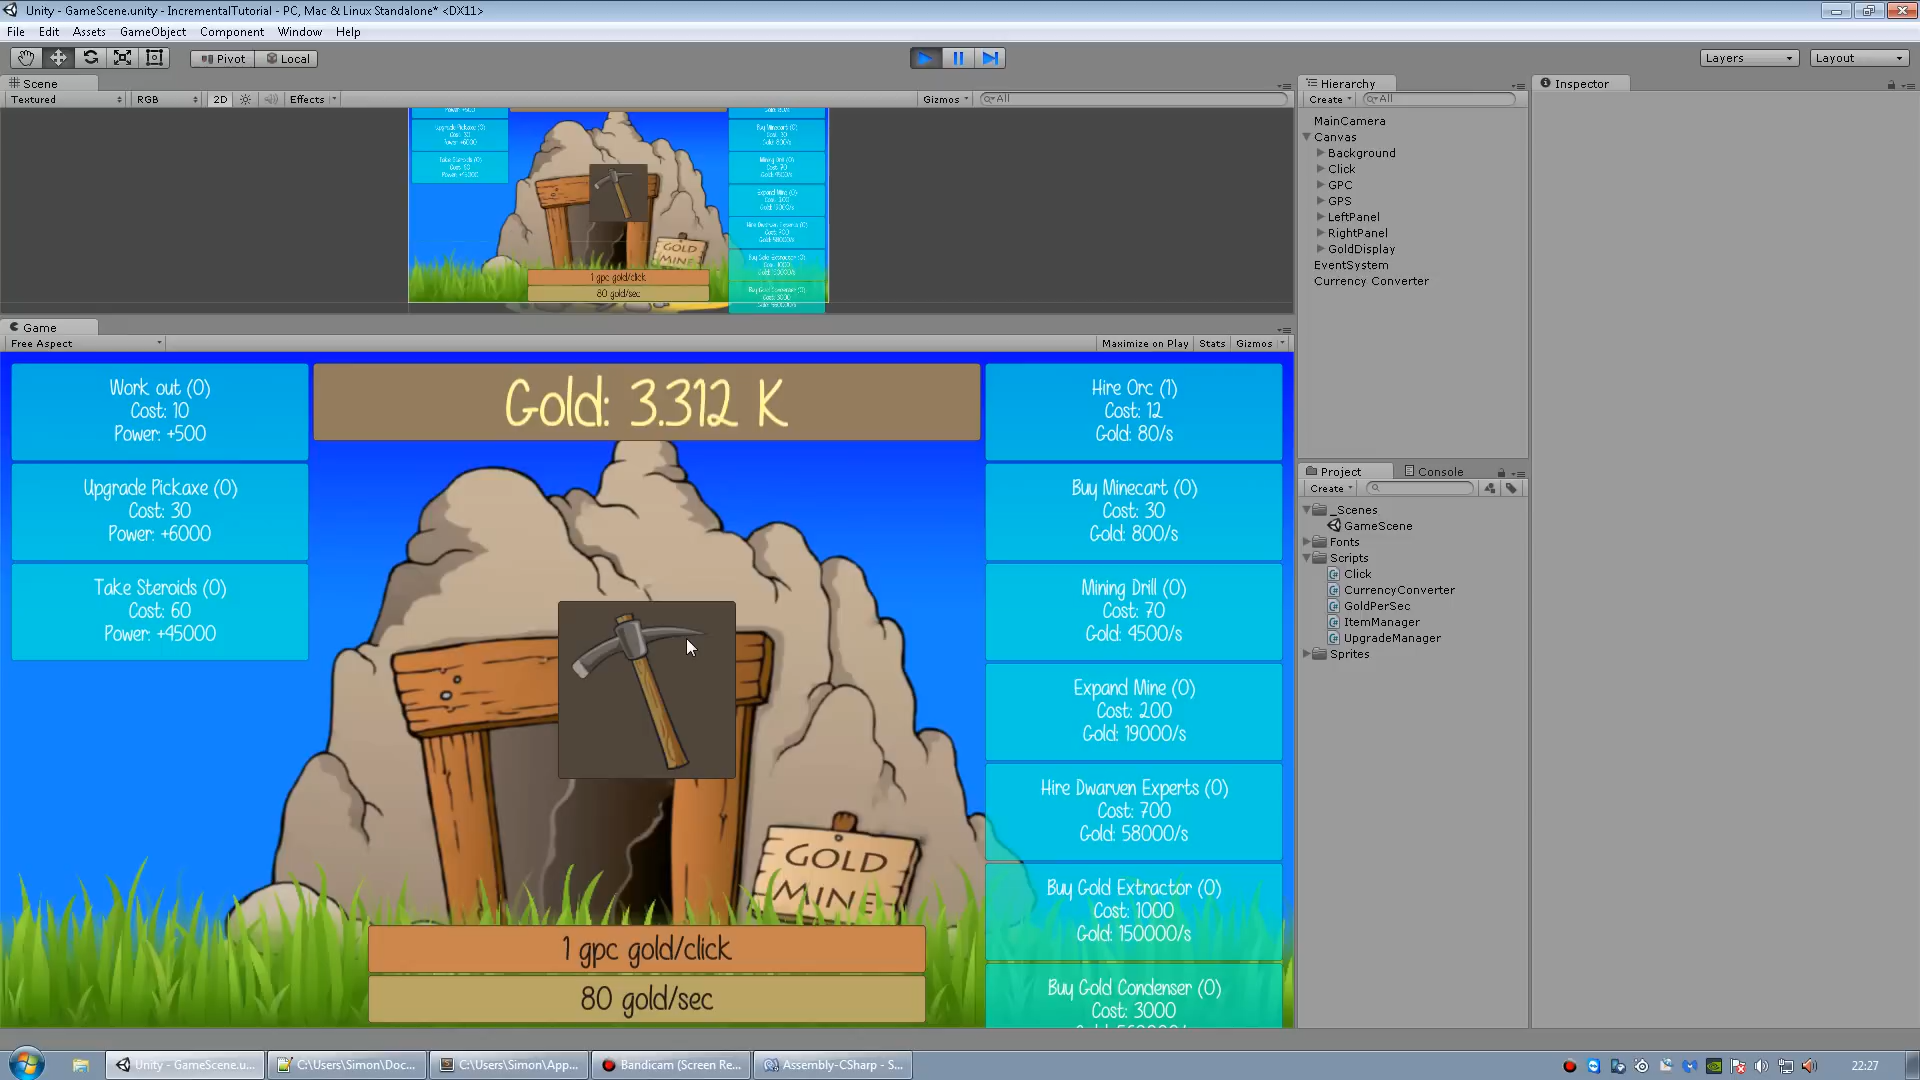 Unity - GameScene.unity - IncrementalTutorial - PC, Mac & Linux Standalone* <DX11>
File Edit Assets GameObject Component Window Help
Pivot Local Layers Layout
Scene
Textured RGB 2D Effects Gizmos All
Game
Free Aspect Maximize on Play Stats Gizmos
Work out (0)
Cost: 10
Power: +500
Upgrade Pickaxe (0)
Cost: 30
Power: +6000
Take Steroids (0)
Cost: 60
Power: +45000
Gold: 3.312 K
GOLD
MINE
1 gpc gold/click
80 gold/sec
Hire Orc (1)
Cost: 12
Gold: 80/s
Buy Minecart (0)
Cost: 30
Gold: 800/s
Mining Drill (0)
Cost: 70
Gold: 4500/s
Expand Mine (0)
Cost: 200
Gold: 19000/s
Hire Dwarven Experts (0)
Cost: 700
Gold: 58000/s
Buy Gold Extractor (0)
Cost: 1000
Gold: 150000/s
Buy Gold Condenser (0)
Cost: 3000
Hierarchy
Create All
MainCamera
Canvas
Background
Click
GPC
GPS
LeftPanel
RightPanel
GoldDisplay
EventSystem
Currency Converter
Project Console
Create
_Scenes
GameScene
Fonts
Scripts
Click
CurrencyConverter
GoldPerSec
ItemManager
UpgradeManager
Sprites
Inspector
Unity - GameScene.u... C:\Users\Simon\Doc... C:\Users\Simon\App... Bandicam (Screen Re... Assembly-CSharp - S... 22:27